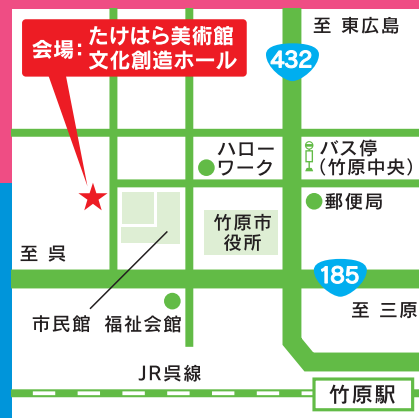 至 東広島
会場：たけはら美術館
文化創造ホール
432
ハロー
ワーク
バス停
（竹原中央）
郵便局
竹原市
役所
至 呉
185
至 三原
市民館
福祉会館
JR呉線
竹原駅